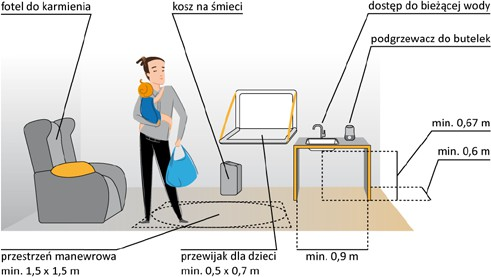 fotel do karmienia
kosz na śmieci
dostęp do bieżącej wody
podgrzewacz do butelek
min. 0,67 m
min. 0,6 m
przestrzeń manewrowa
min. 1,5 x 1,5 m
przewijak dla dzieci
min. 0,5 x 0,7 m
min. 0,9 m